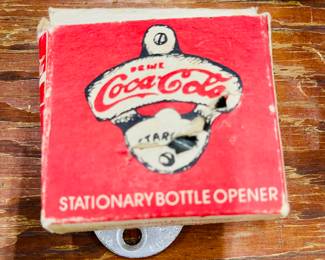 DRINK
Coca-Cola
STARR
STATIONARY BOTTLE OPENER